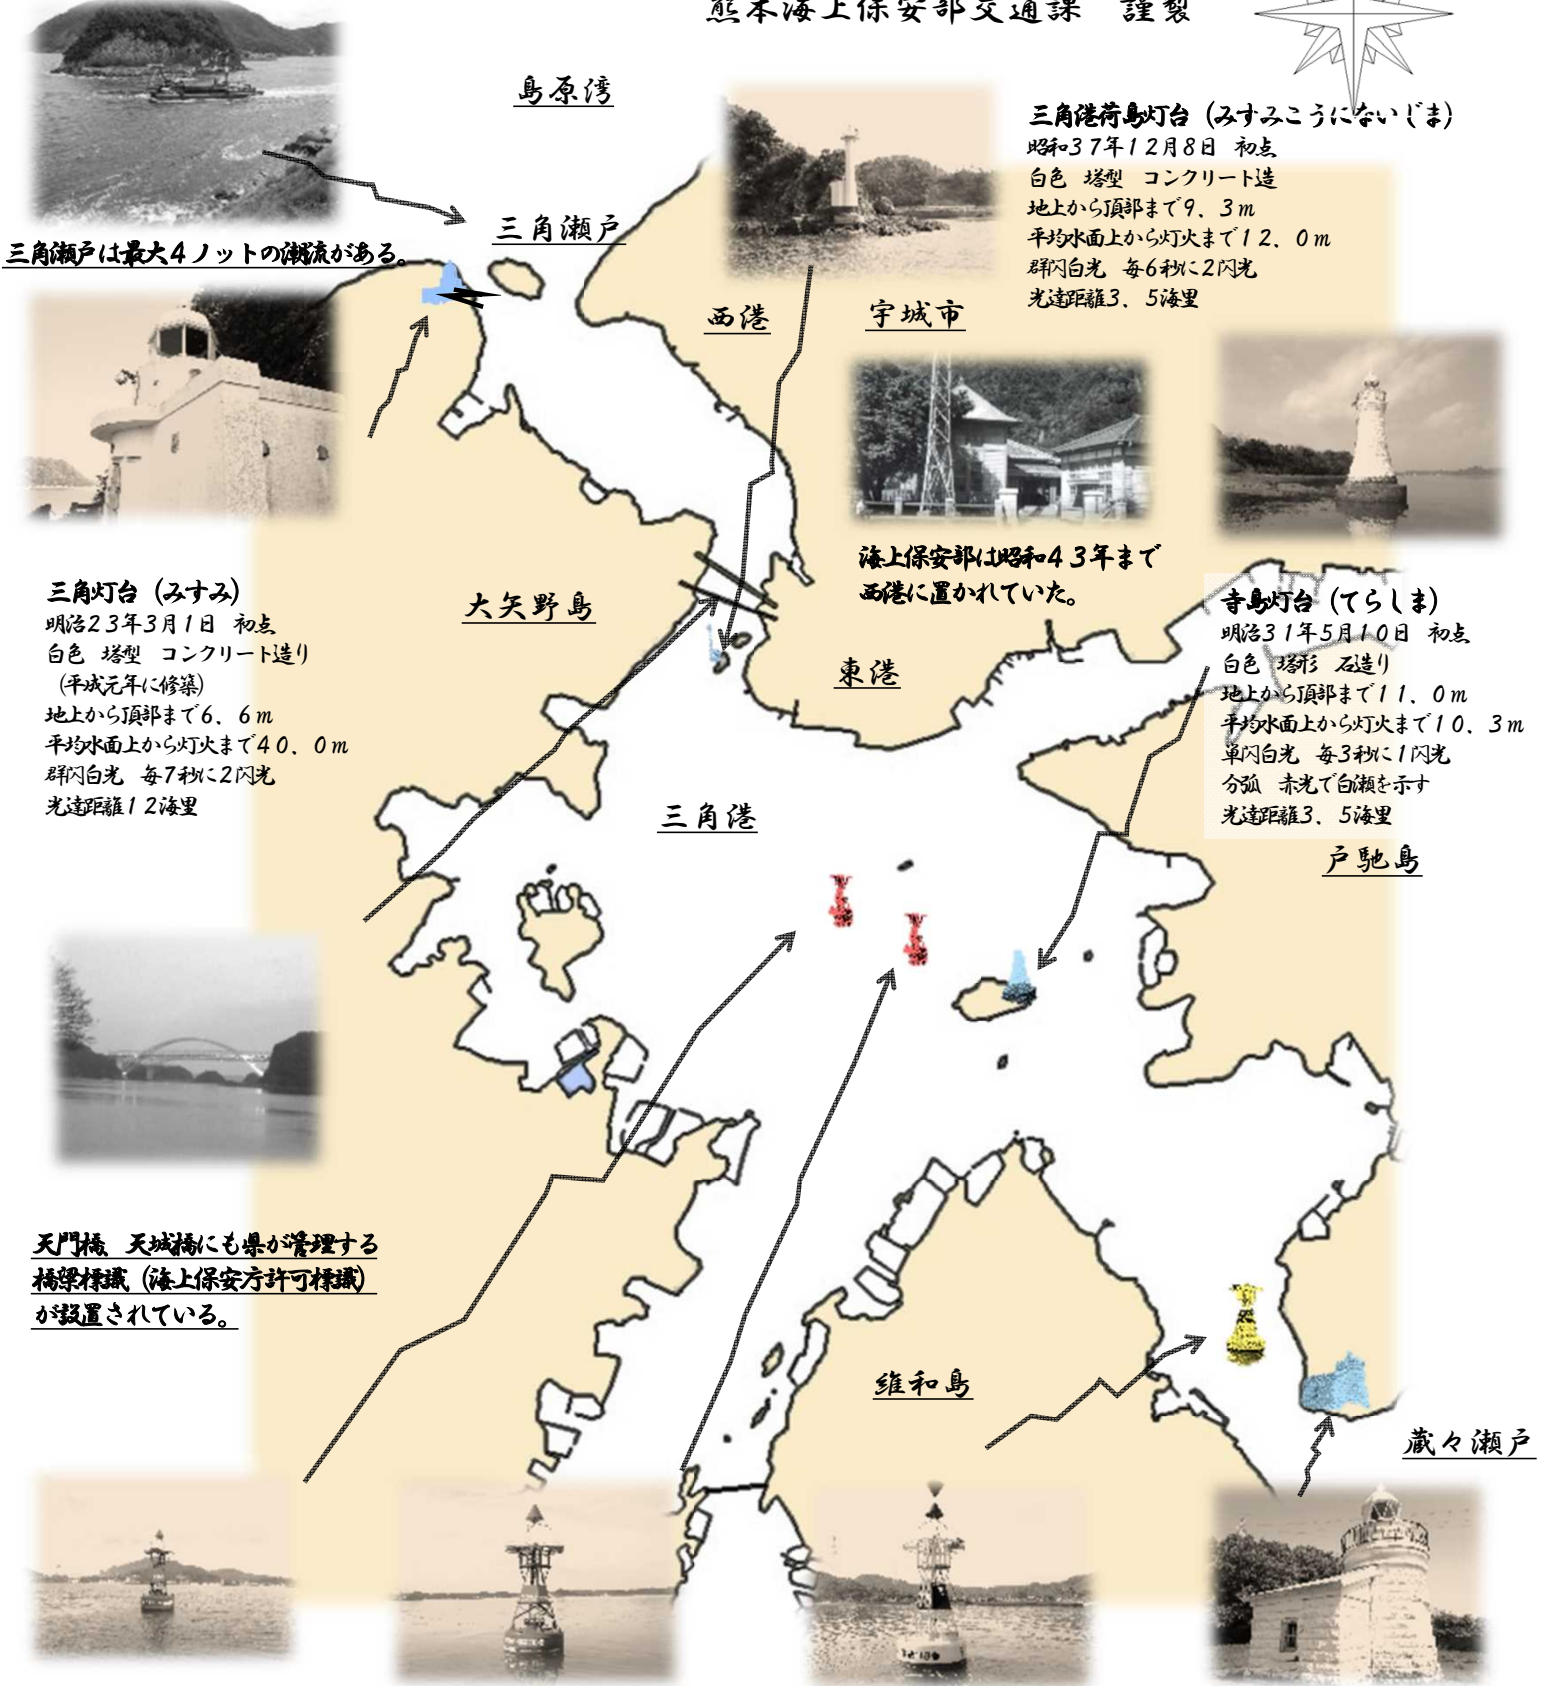 熊本海上保安部交通課　謹製
島原湾
三角港荷島灯台（みすみこうにないじま）
昭和37年12月8日　初点
白色　塔型　コンクリート造
地上から頂部まで9．3m
平均水面上から灯火まで12．0m
群閃白光　毎6秒に2閃光
光達距離3．5海里
三角瀬戸
三角瀬戸は最大4ノットの潮流がある。
西港
宇城市
海上保安部は昭和43年まで
西港に置かれていた。
三角灯台（みすみ）
明治23年3月1日　初点
白色　塔型　コンクリート造り
（平成元年に修築）
地上から頂部まで6．6m
平均水面上から灯火まで40．0m
群閃白光　毎7秒に2閃光
光達距離12海里
大矢野島
東港
寺島灯台（てらしま）
明治31年5月10日　初点
白色　塔形　石造り
地上から頂部まで11．0m
平均水面上から灯火まで10．3m
単閃白光　毎3秒に1閃光
分弧　赤光で白瀬を示す
光達距離3．5海里
三角港
戸馳島
天門橋、天城橋にも県が管理する
橋梁標識（海上保安庁許可標識）
が設置されている。
維和島
蔵々瀬戸